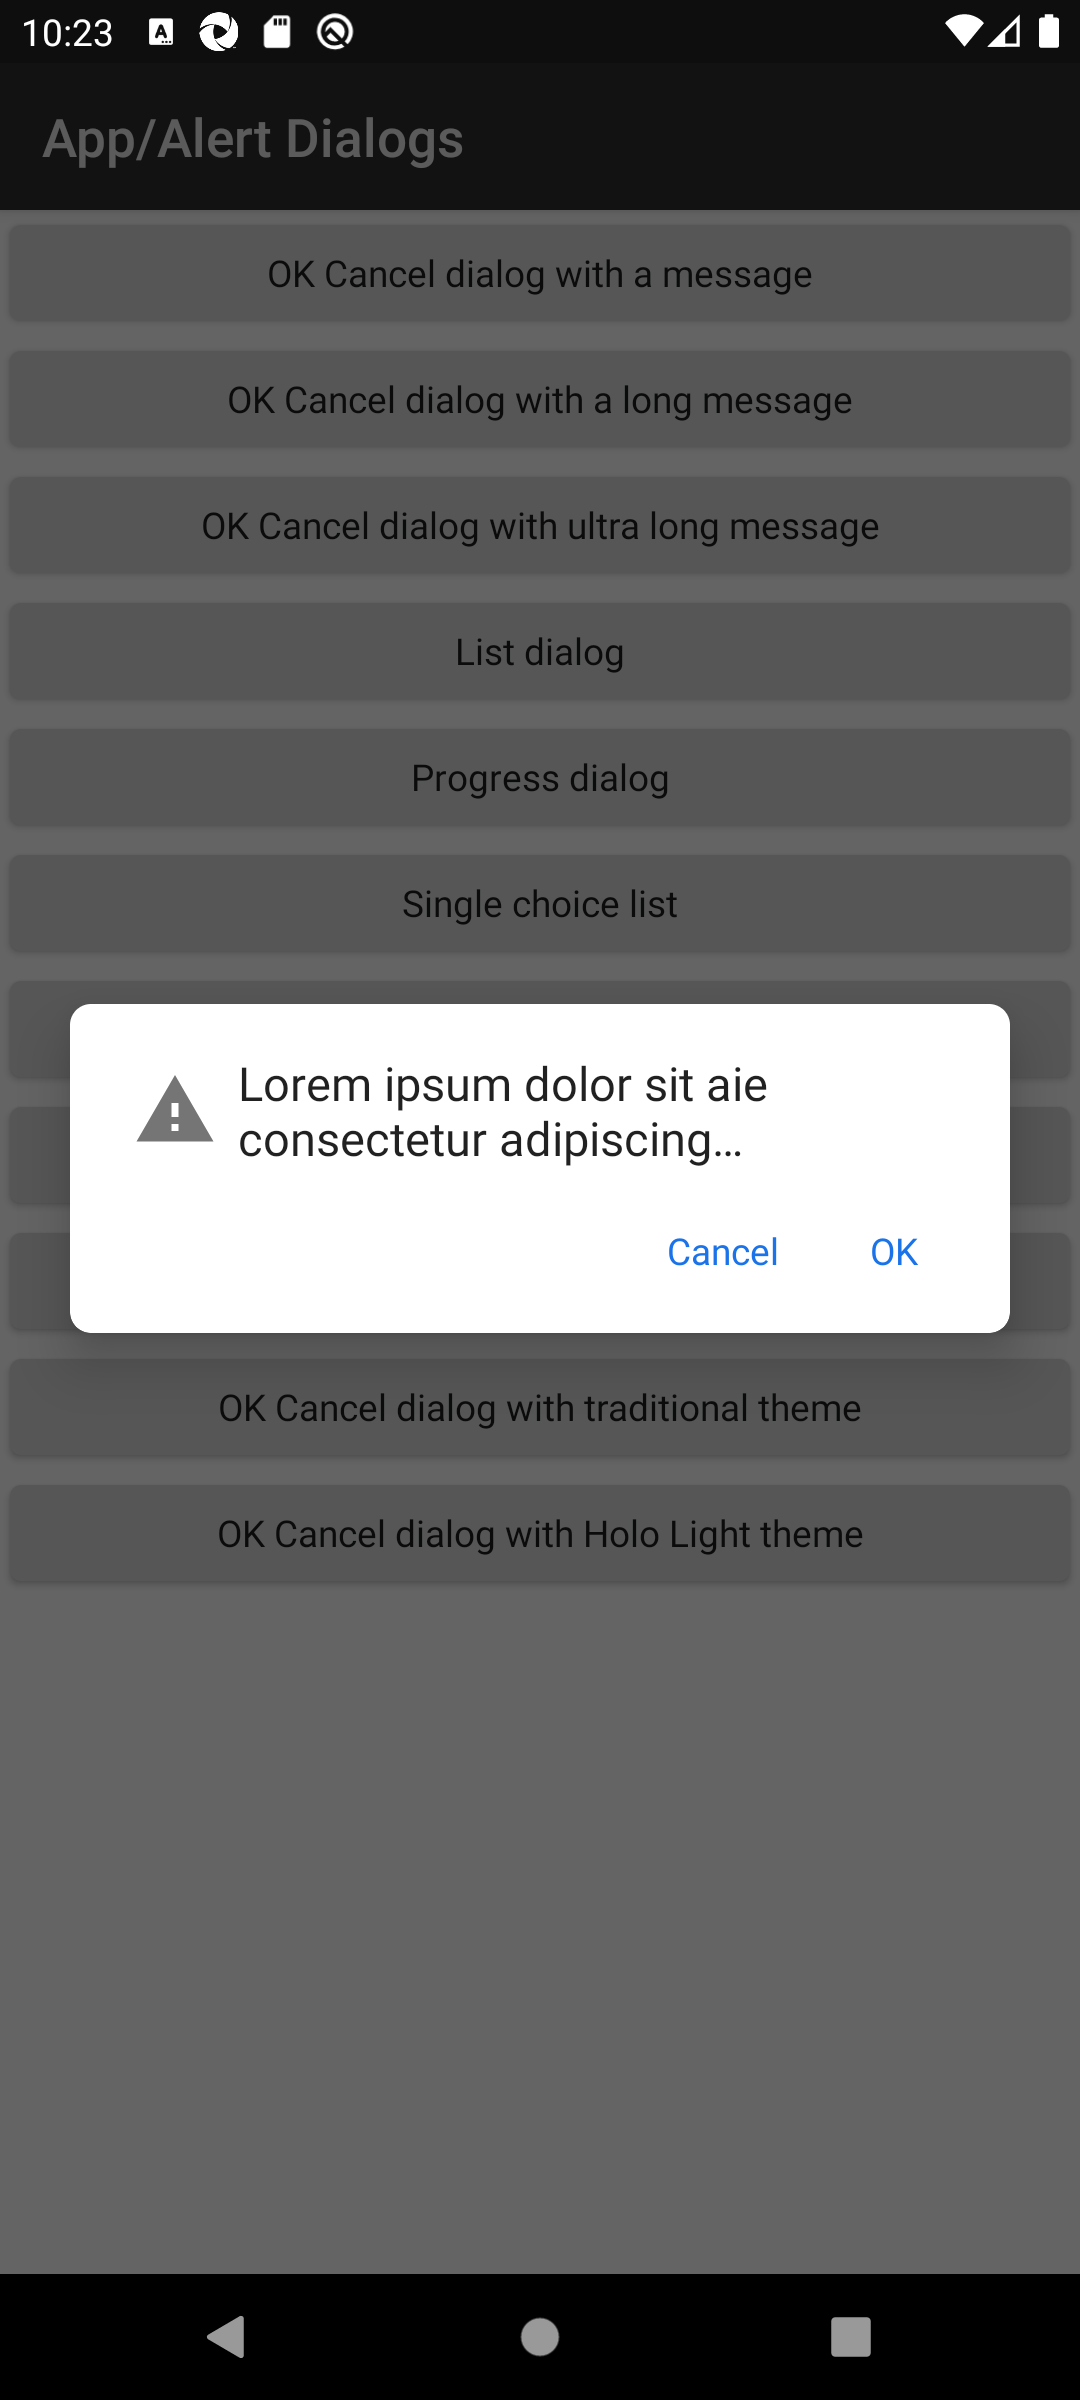 10:23
App/Alert Dialogs
OK Cancel dialog with a message
OK Cancel dialog with a long message
OK Cancel dialog with ultra long message
List dialog
Progress dialog
Single choice list
Lorem ipsum dolor sit aie
consectetur adipiscing…
Cancel OK
OK Cancel dialog with traditional theme
OK Cancel dialog with Holo Light theme